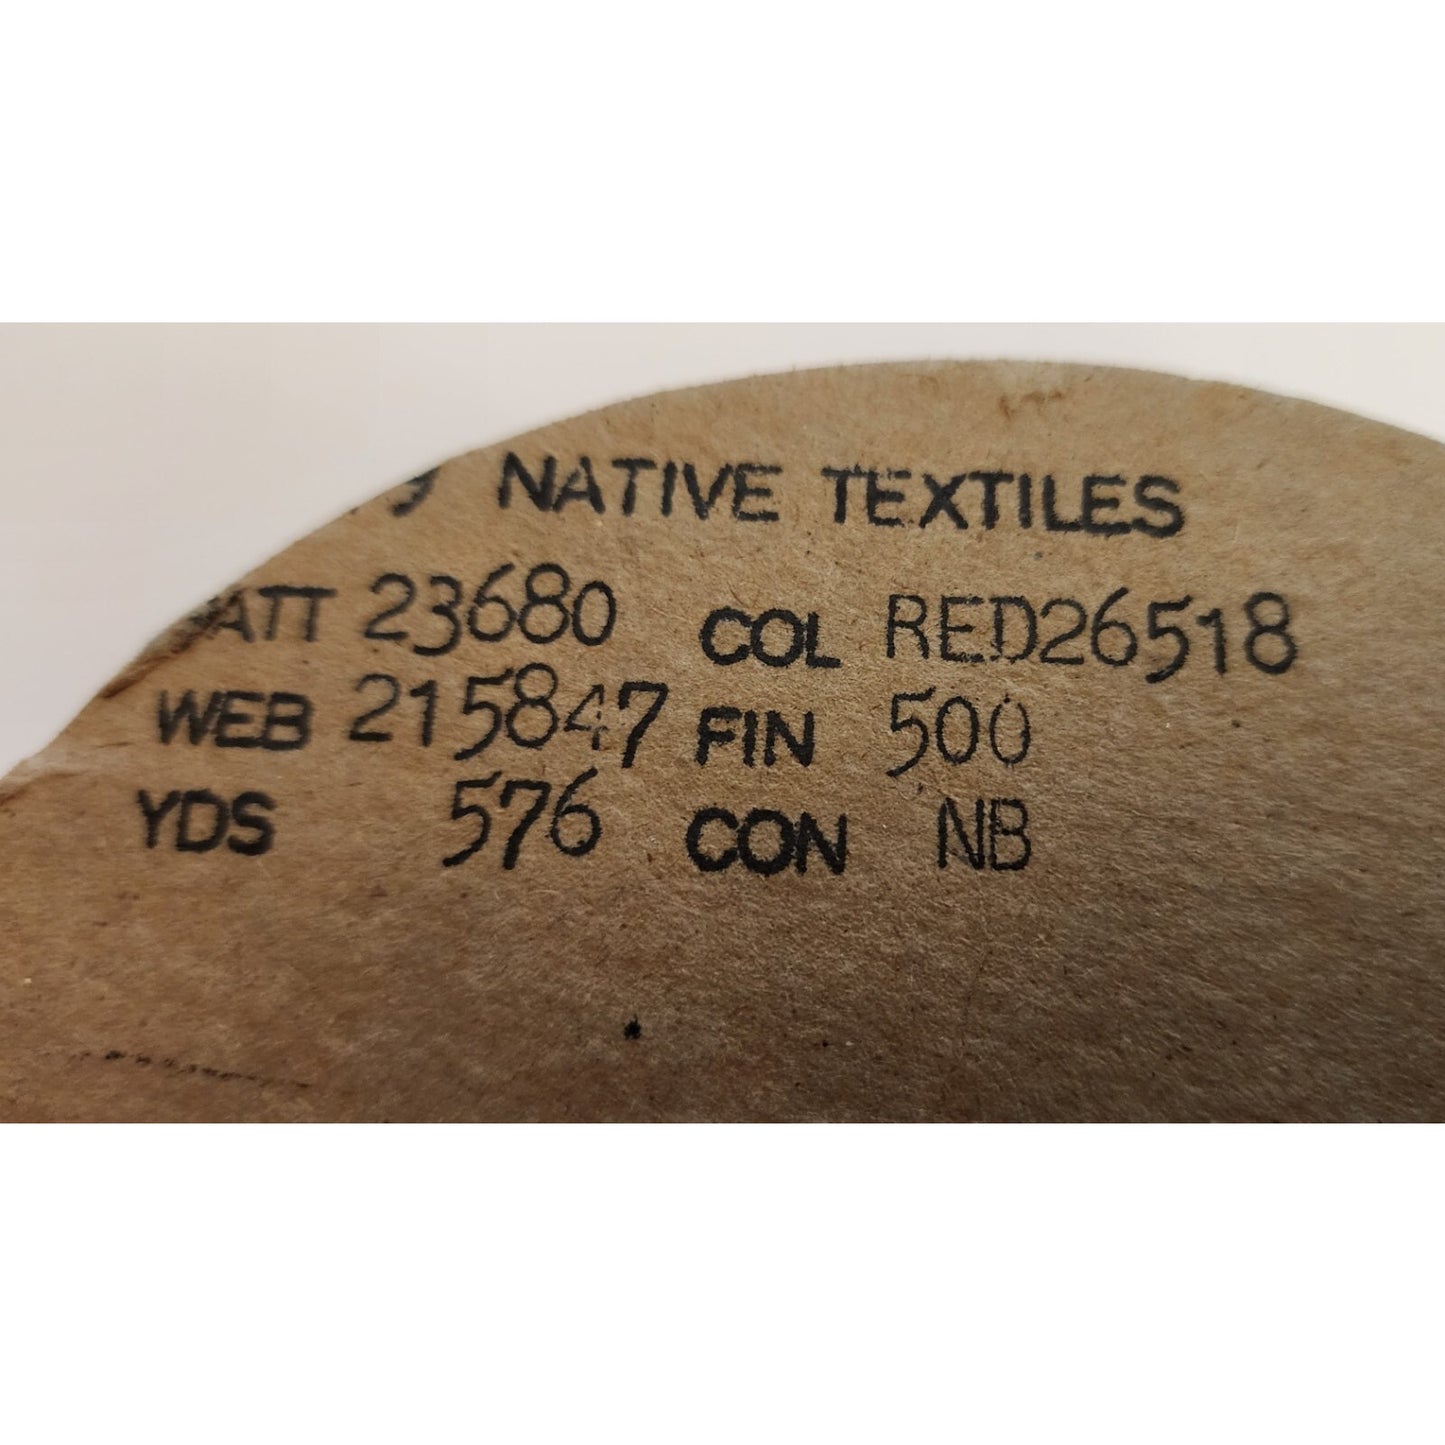 NATIVE TEXTILES
ATT 23680 COL RED26518
WEB 215847 FIN 500
YDS 576 CON NB